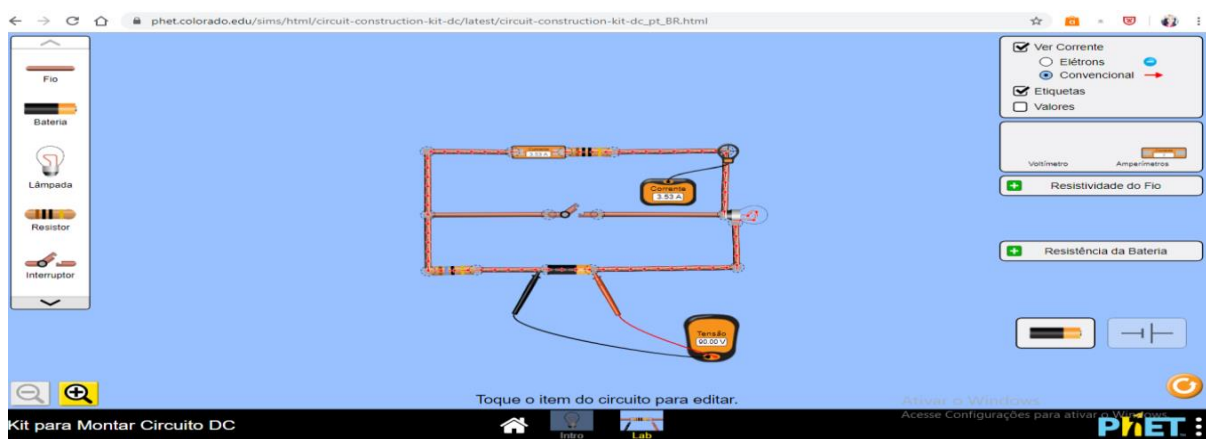 phet.colorado.edu/sims/html/circuit-construction-kit-dc/latest/circuit-construction-kit-dc_pt_BR.html
Fio
Bateria
Lâmpada
Resistor
Interruptor
Ver Corrente
Elétrons
Convencional
Etiquetas
Valores
Voltímetro
Amperímetros
Resistividade do Fio
Resistência da Bateria
Corrente
3.53 A
Tensão
90.00 V
Toque o item do circuito para editar.
Ativar o Windows
Acesse Configurações para ativar o Windows.
Kit para Montar Circuito DC
Intro
Lab
PhET